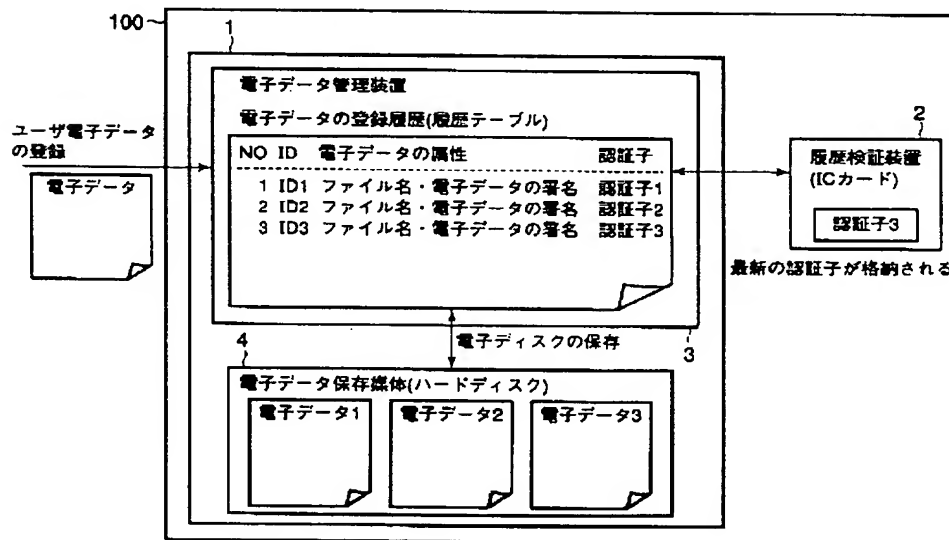 100
1
電子データ管理装置
電子データの登録履歴(履歴テーブル)
ユーザ電子データ
の登録
電子データ
NO ID 電子データの属性 認証子
1 ID1 ファイル名・電子データの署名 認証子1
2 ID2 ファイル名・電子データの署名 認証子2
3 ID3 ファイル名・電子データの署名 認証子3
2
履歴検証装置
(ICカード)
認証子3
最新の認証子が格納される
3
電子ディスクの保存
4
電子データ保存媒体(ハードディスク)
電子データ1 電子データ2 電子データ3